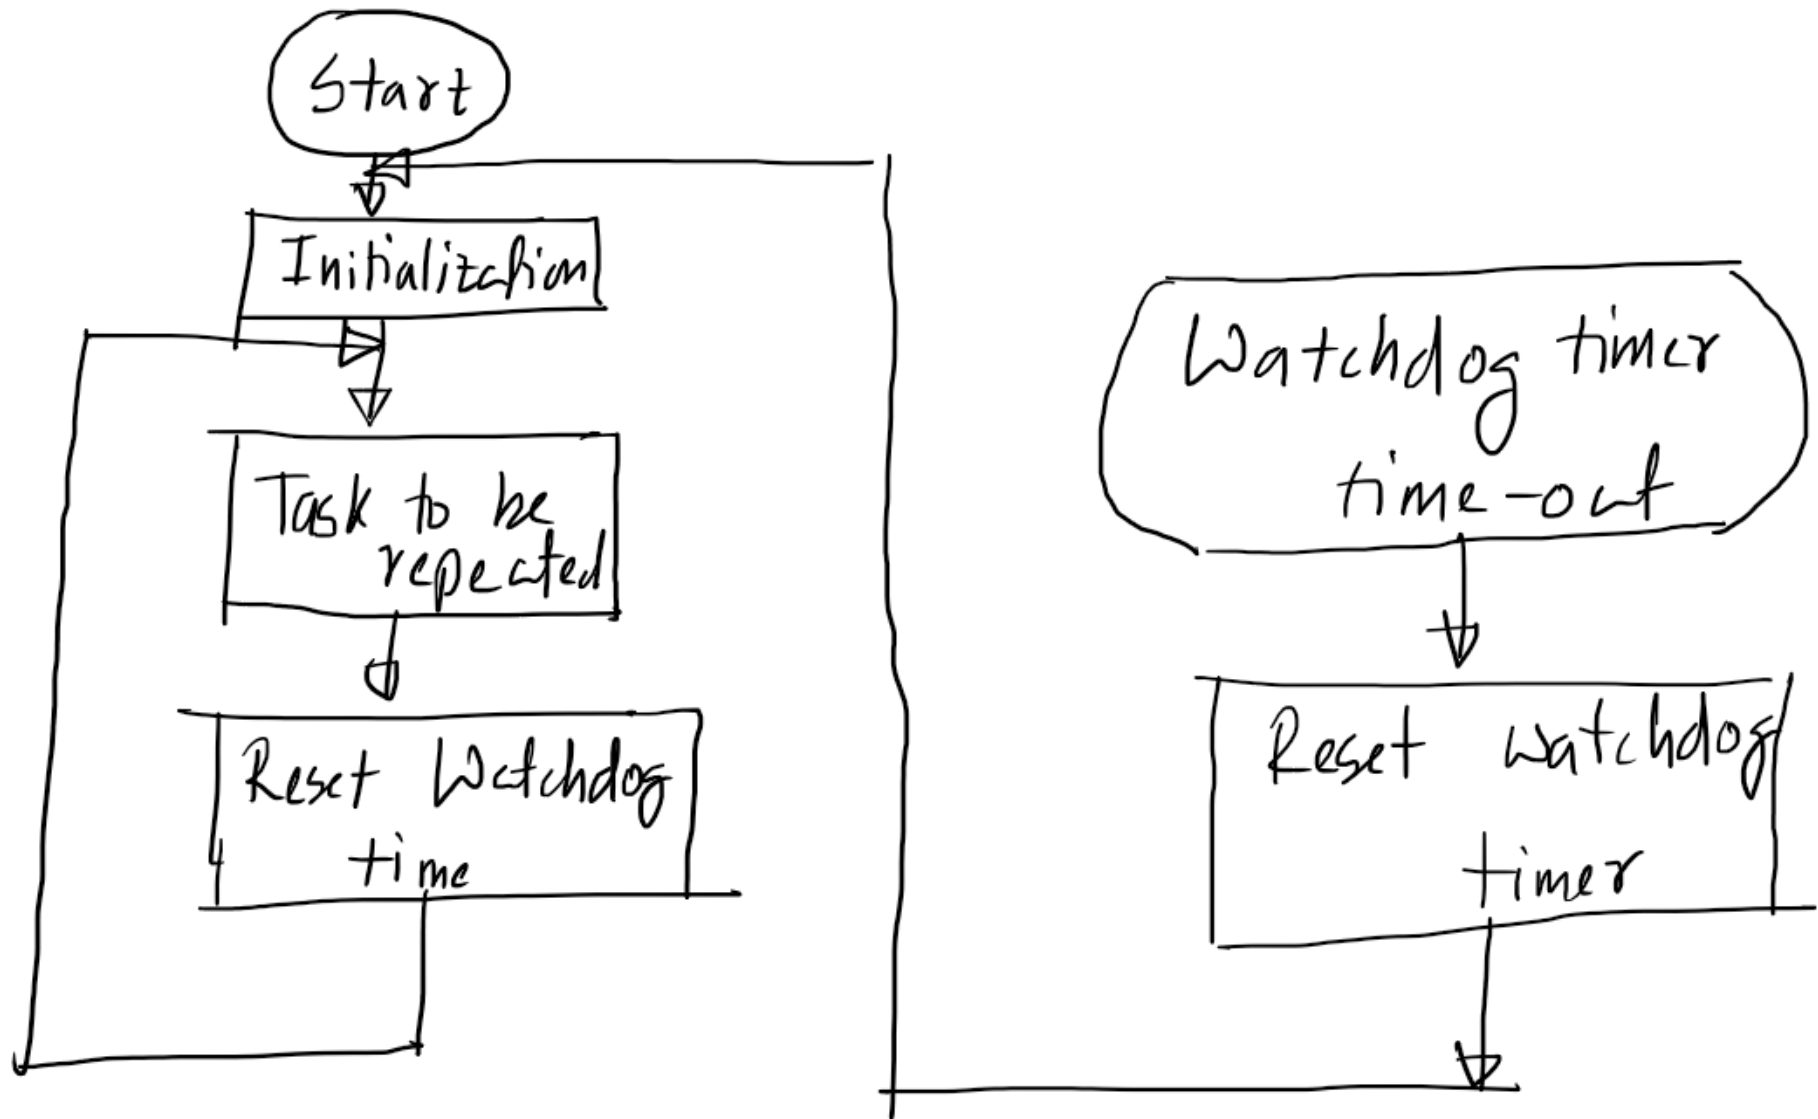 Start
Initialization
Task to be
repeated
Reset Watchdog
time
Watchdog timer
time-out
Reset watchdog
timer